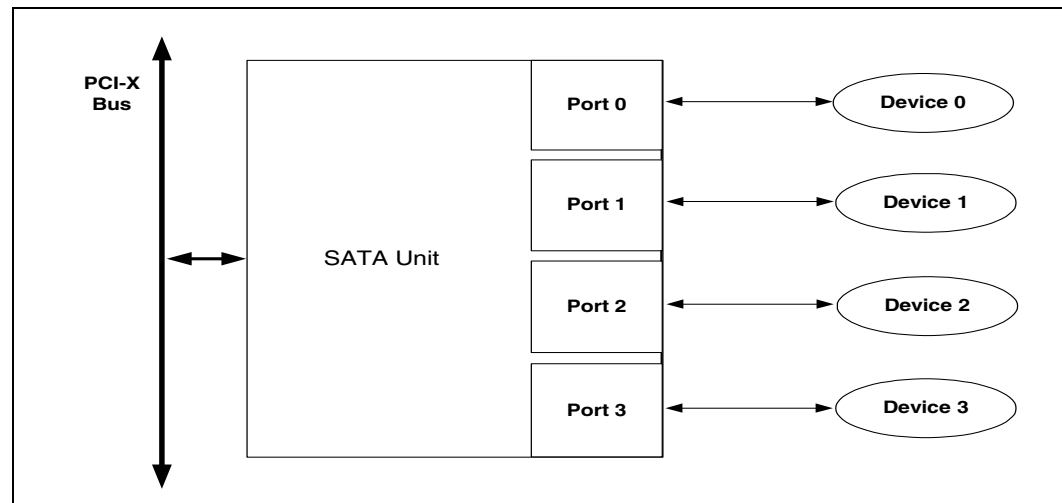 PCI-X
Bus
Port 0
Device 0
Port 1
Device 1
SATA Unit
Port 2
Device 2
Port 3
Device 3